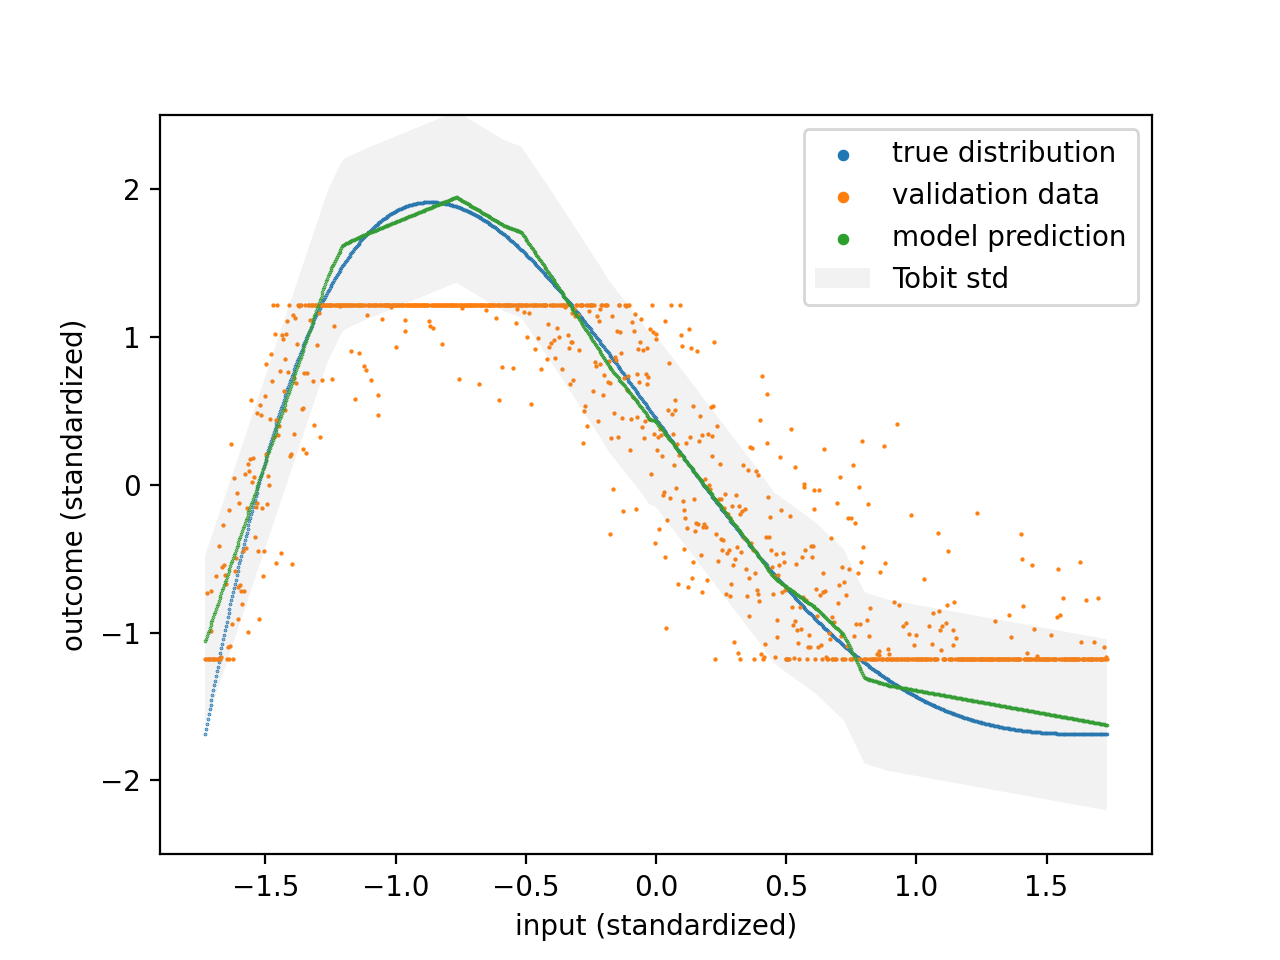 true distribution
validation data
model prediction
Tobit std
outcome (standardized)
2
1
0
−1
−2
−1.5
−1.0
−0.5
0.0
0.5
1.0
1.5
input (standardized)